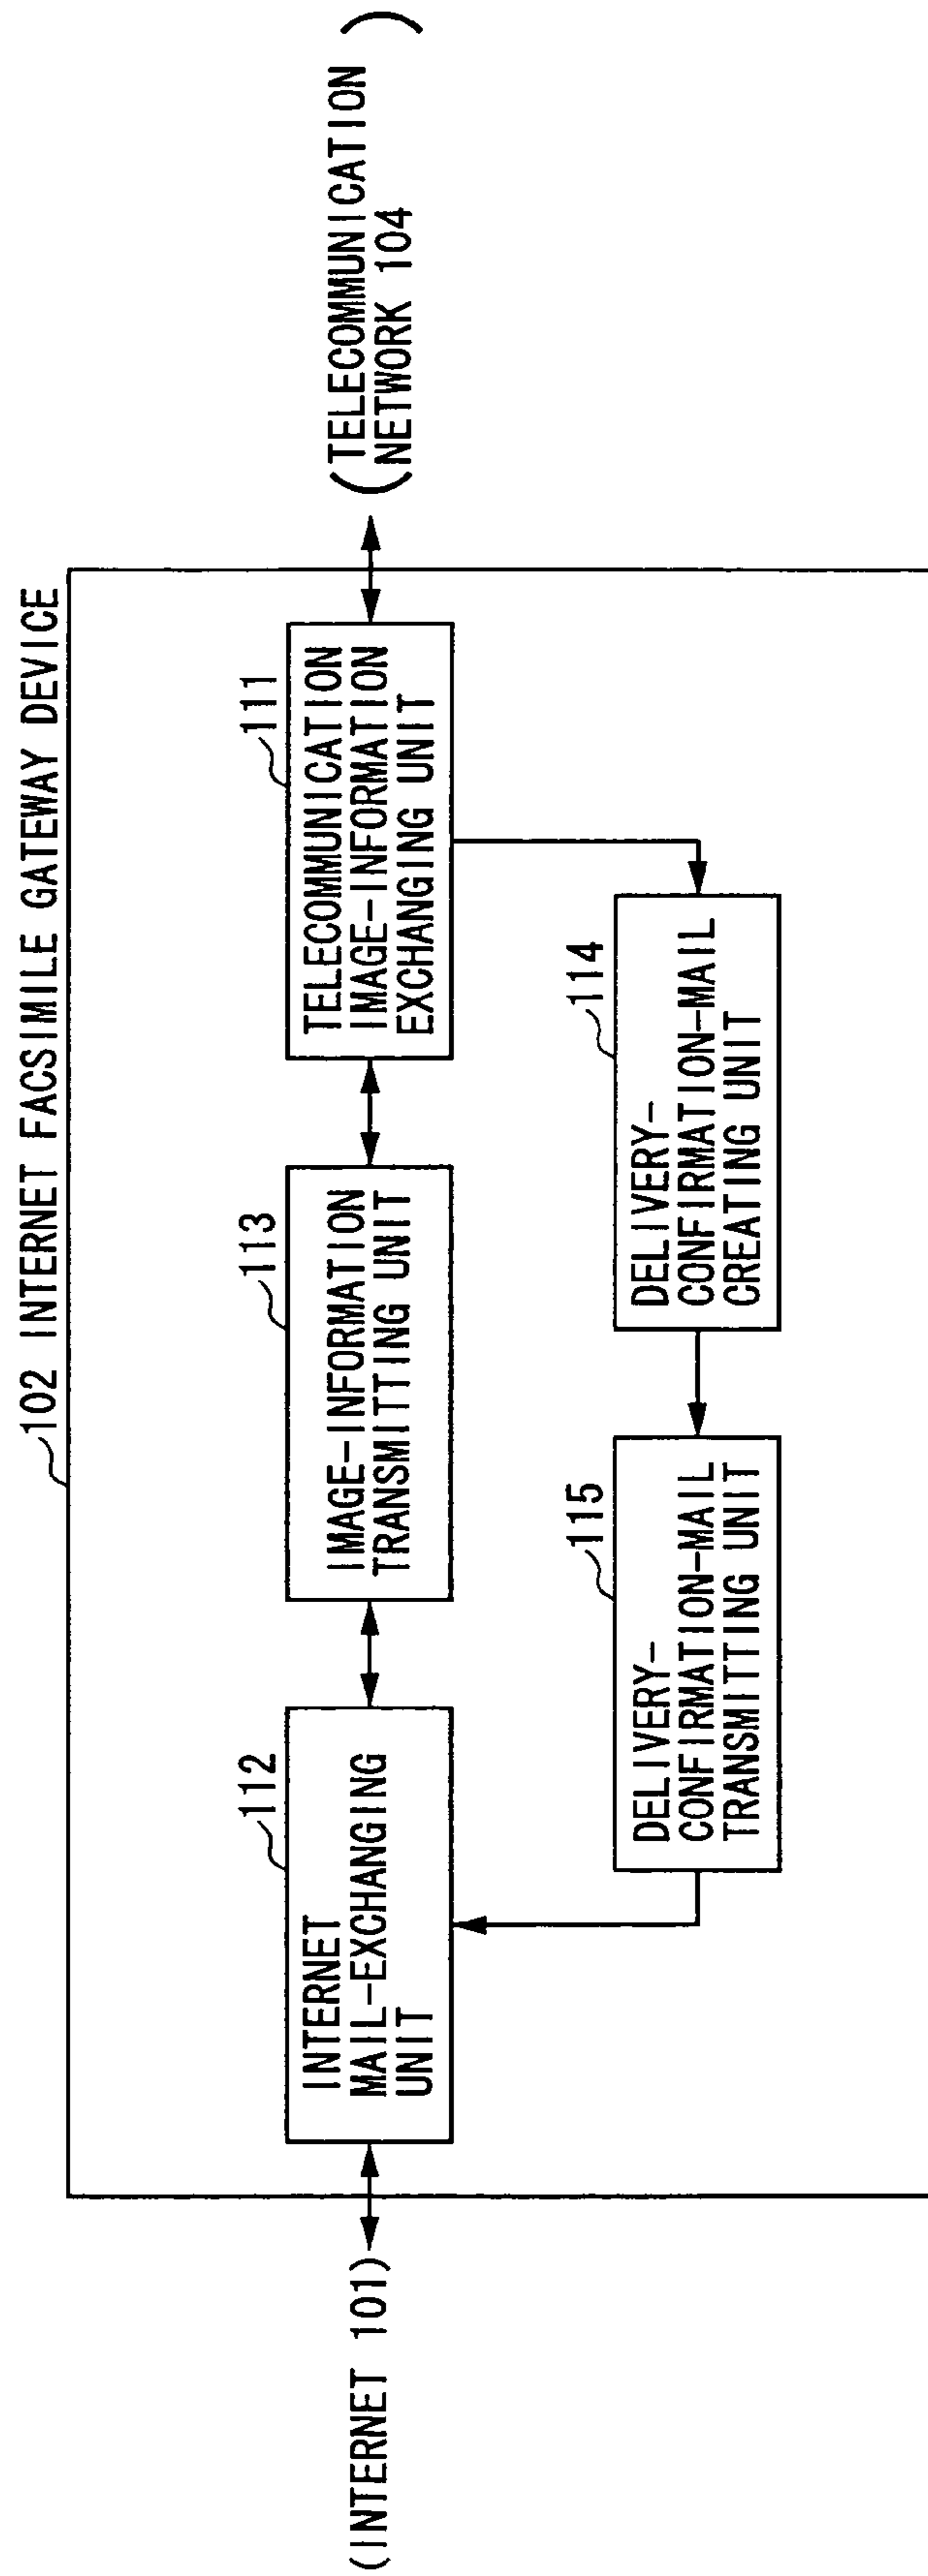 102 INTERNET FACSIMILE GATEWAY DEVICE
(INTERNET 101)
112
INTERNET
MAIL-EXCHANGING
UNIT
113
IMAGE-INFORMATION
TRANSMITTING UNIT
111
TELECOMMUNICATION
IMAGE-INFORMATION
EXCHANGING UNIT
(TELECOMMUNICATION
NETWORK 104)
115
DELIVERY-
CONFIRMATION-MAIL
TRANSMITTING UNIT
114
DELIVERY-
CONFIRMATION-MAIL
CREATING UNIT